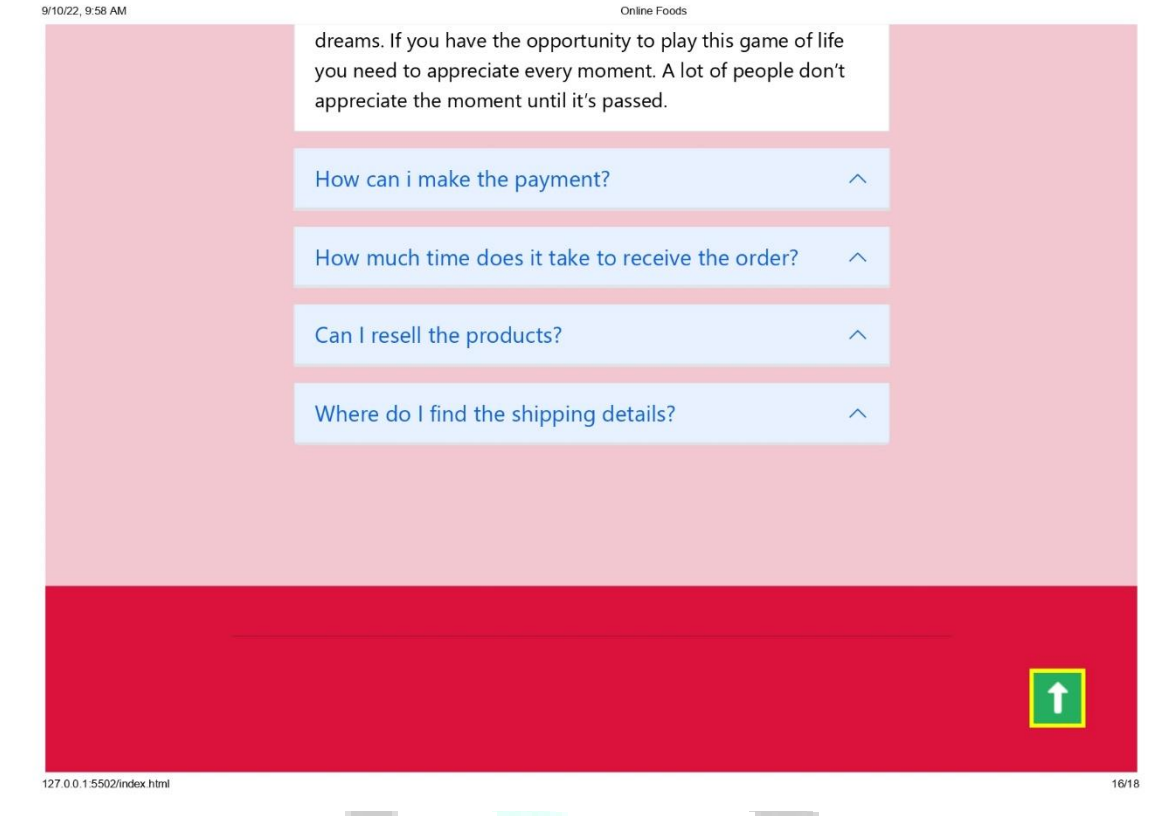 9/10/22, 9:58 AM
Online Foods
dreams. If you have the opportunity to play this game of life
you need to appreciate every moment. A lot of people don’t
appreciate the moment until it’s passed.
How can i make the payment?
How much time does it take to receive the order?
Can I resell the products?
Where do I find the shipping details?
127.0.0.1:5502/index.html
16/18